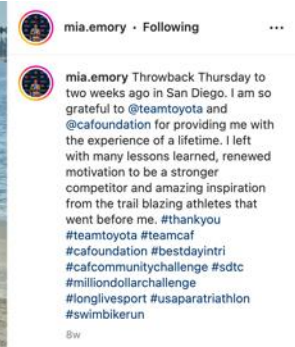 mia.emory • Following
mia.emory Throwback Thursday to
two weeks ago in San Diego. I am so
grateful to @teamtoyota and
@cafoundation for providing me with
the experience of a lifetime. I left
with many lessons learned, renewed
motivation to be a stronger
competitor and amazing inspiration
from the trail blazing athletes that
went before me. #thankyou
#teamtoyota #teamcaf
#cafoundation #bestdayintri
#cafcommunitychallenge #sdtc
#milliondollarchallenge
#longlivesport #usaparatriathlon
#swimbikerun
8w